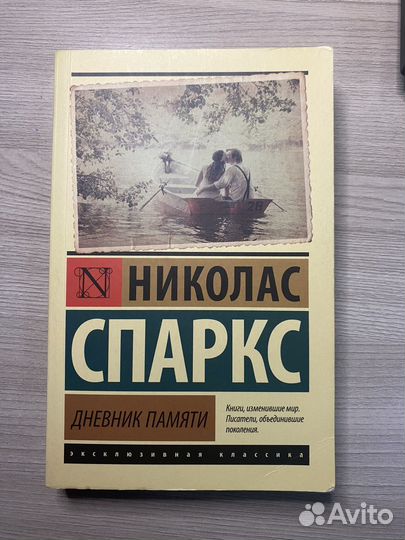 N
НИКОЛАС
СПАРКС
ДНЕВНИК ПАМЯТИ
Книги, изменившие мир.
Писатели, объединившие
поколения.
эксклюзивная классика
Avito